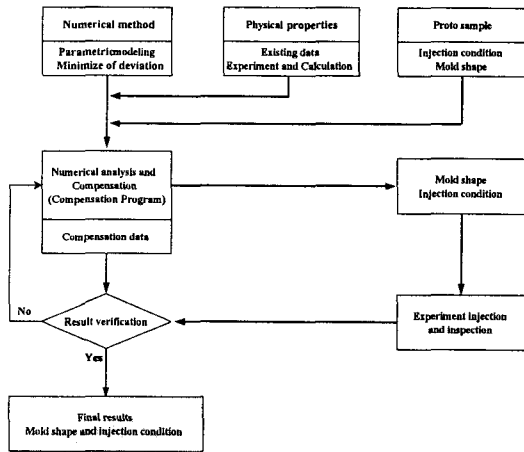 Numerical method
Parametricmodeling
Minimize of deviation
Physical properties
Existing data
Experiment and Calculation
Proto sample
Injection condition
Mold shape
Numerical analysis and
Compensation
(Compensation Program)
Compensation data
Mold shape
Injection condition
No
Result verification
Experiment injection
and inspection
Yes
Final results
Mold shape and injection condition